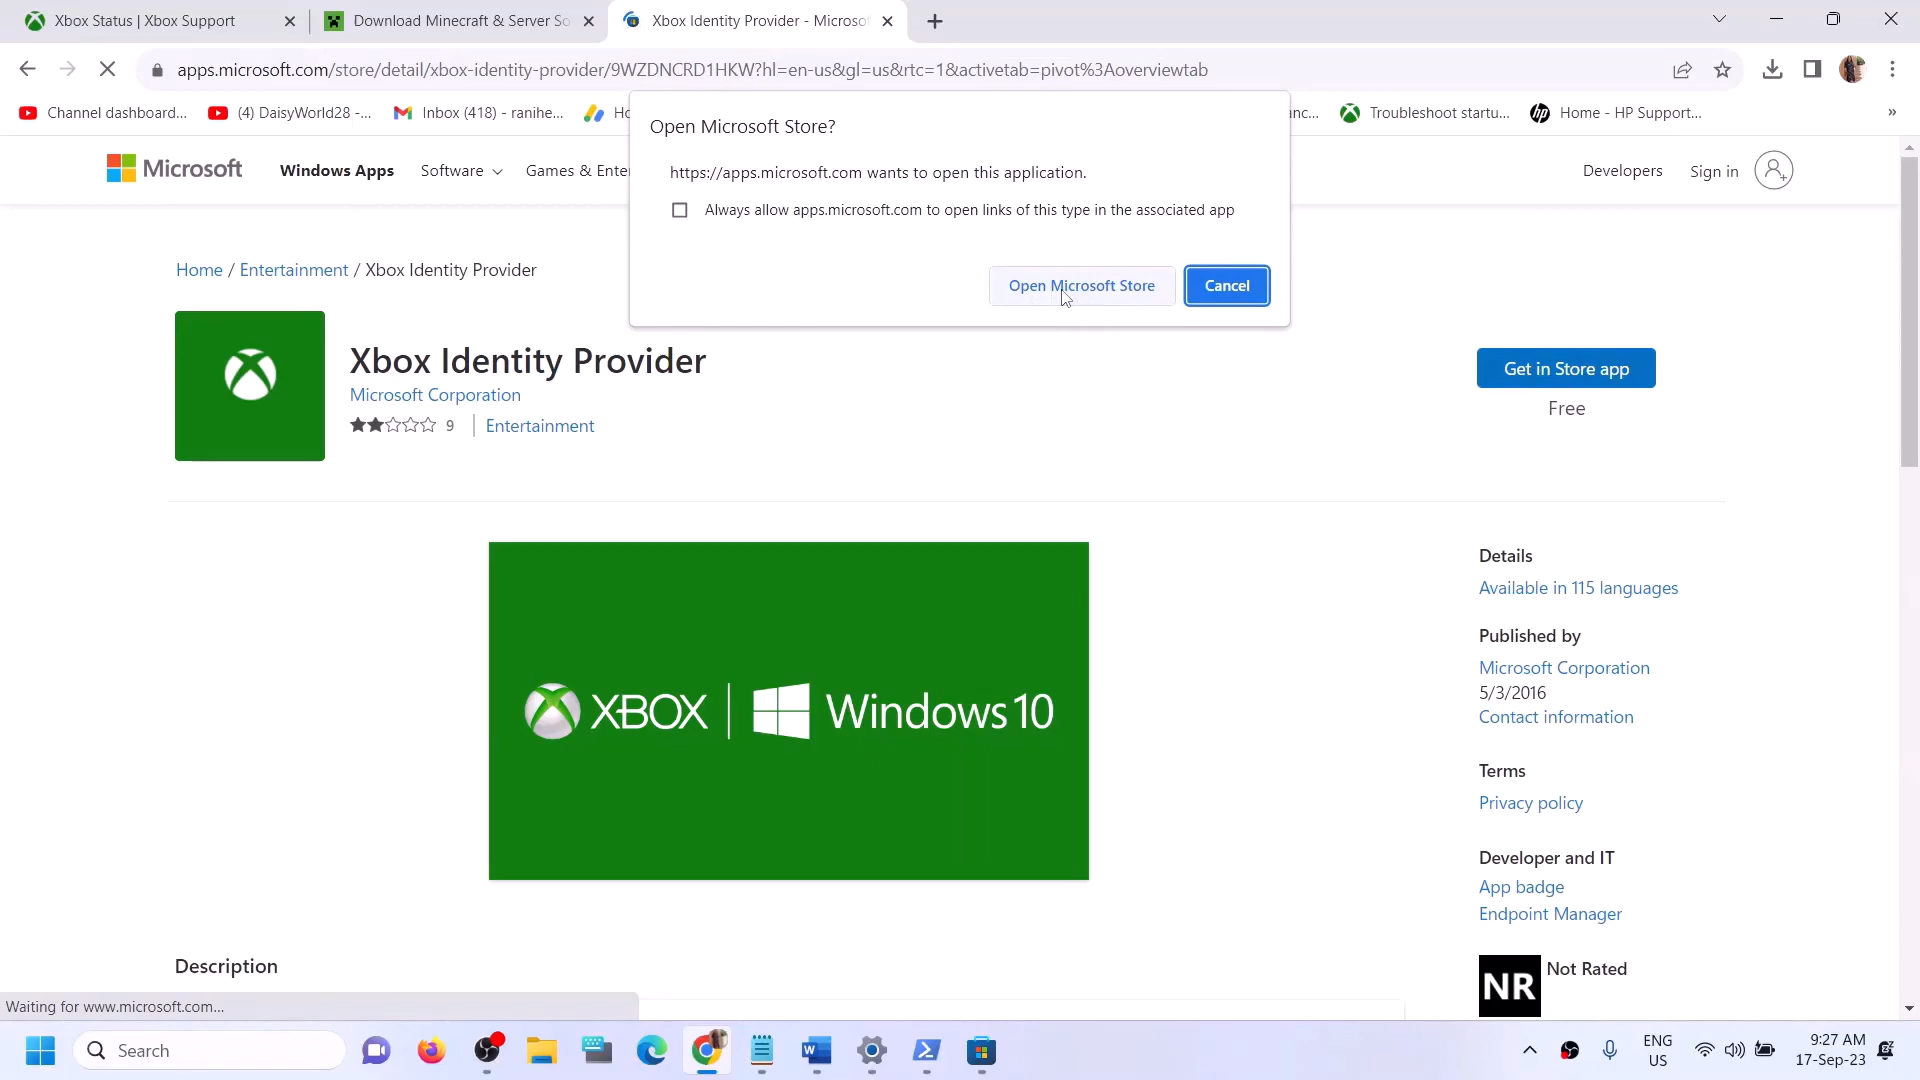 Xbox Status | Xbox Support
Download Minecraft & Server So
Xbox Identity Provider - Microsof
apps.microsoft.com/store/detail/xbox-identity-provider/9WZDNCRD1HKW?hl=en-us&gl=us&rtc=1&activetab=pivot%3Aoverviewtab
Channel dashboard...
(4) DaisyWorld28 -...
Inbox (418) - ranihe...
Troubleshoot startu...
Home - HP Support...
»
Open Microsoft Store?
https://apps.microsoft.com wants to open this application.
Always allow apps.microsoft.com to open links of this type in the associated app
Open Microsoft Store
Cancel
Microsoft
Windows Apps
Software
Games & Enter
Developers
Sign in
Home / Entertainment / Xbox Identity Provider
Xbox Identity Provider
Microsoft Corporation
9
Entertainment
Get in Store app
Free
XBOX | Windows 10
Details
Available in 115 languages
Published by
Microsoft Corporation
5/3/2016
Contact information
Terms
Privacy policy
Developer and IT
App badge
Endpoint Manager
NR
Not Rated
Description
Waiting for www.microsoft.com...
Search
ENG
US
9:27 AM
17-Sep-23